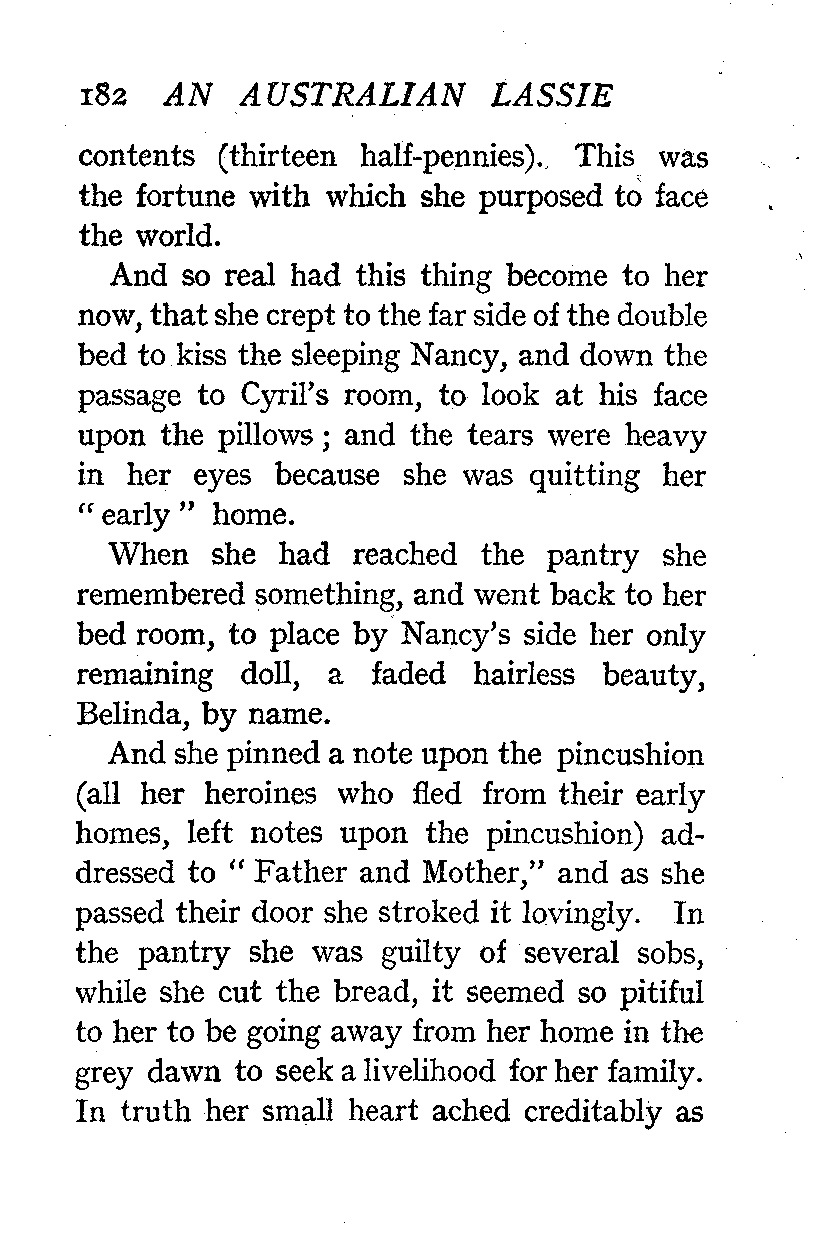 182 AN AUSTRALIAN LASSIE
contents (thirteen half-pennies). This was
the fortune with which she purposed to face
the world.
And so real had this thing become to her
now, that she crept to the far side of the double
bed to kiss the sleeping Nancy, and down the
passage to Cyril's room, to look at his face
upon the pillows ; and the tears were heavy
in her eyes because she was quitting her
" early " home.
When she had reached the pantry she
remembered something, and went back to her
bed room, to place by Nancy's side her only
remaining doll, a faded hairless beauty,
Belinda, by name.
And she pinned a note upon the pincushion
(all her heroines who fled from their early
homes, left notes upon the pincushion) ad-
dressed to " Father and Mother," and as she
passed their door she stroked it lovingly. In
the pantry she was guilty of several sobs,
while she cut the bread, it seemed so pitiful
to her to be going away from her home in the
grey dawn to seek a livelihood for her family.
In truth her small heart ached creditably as